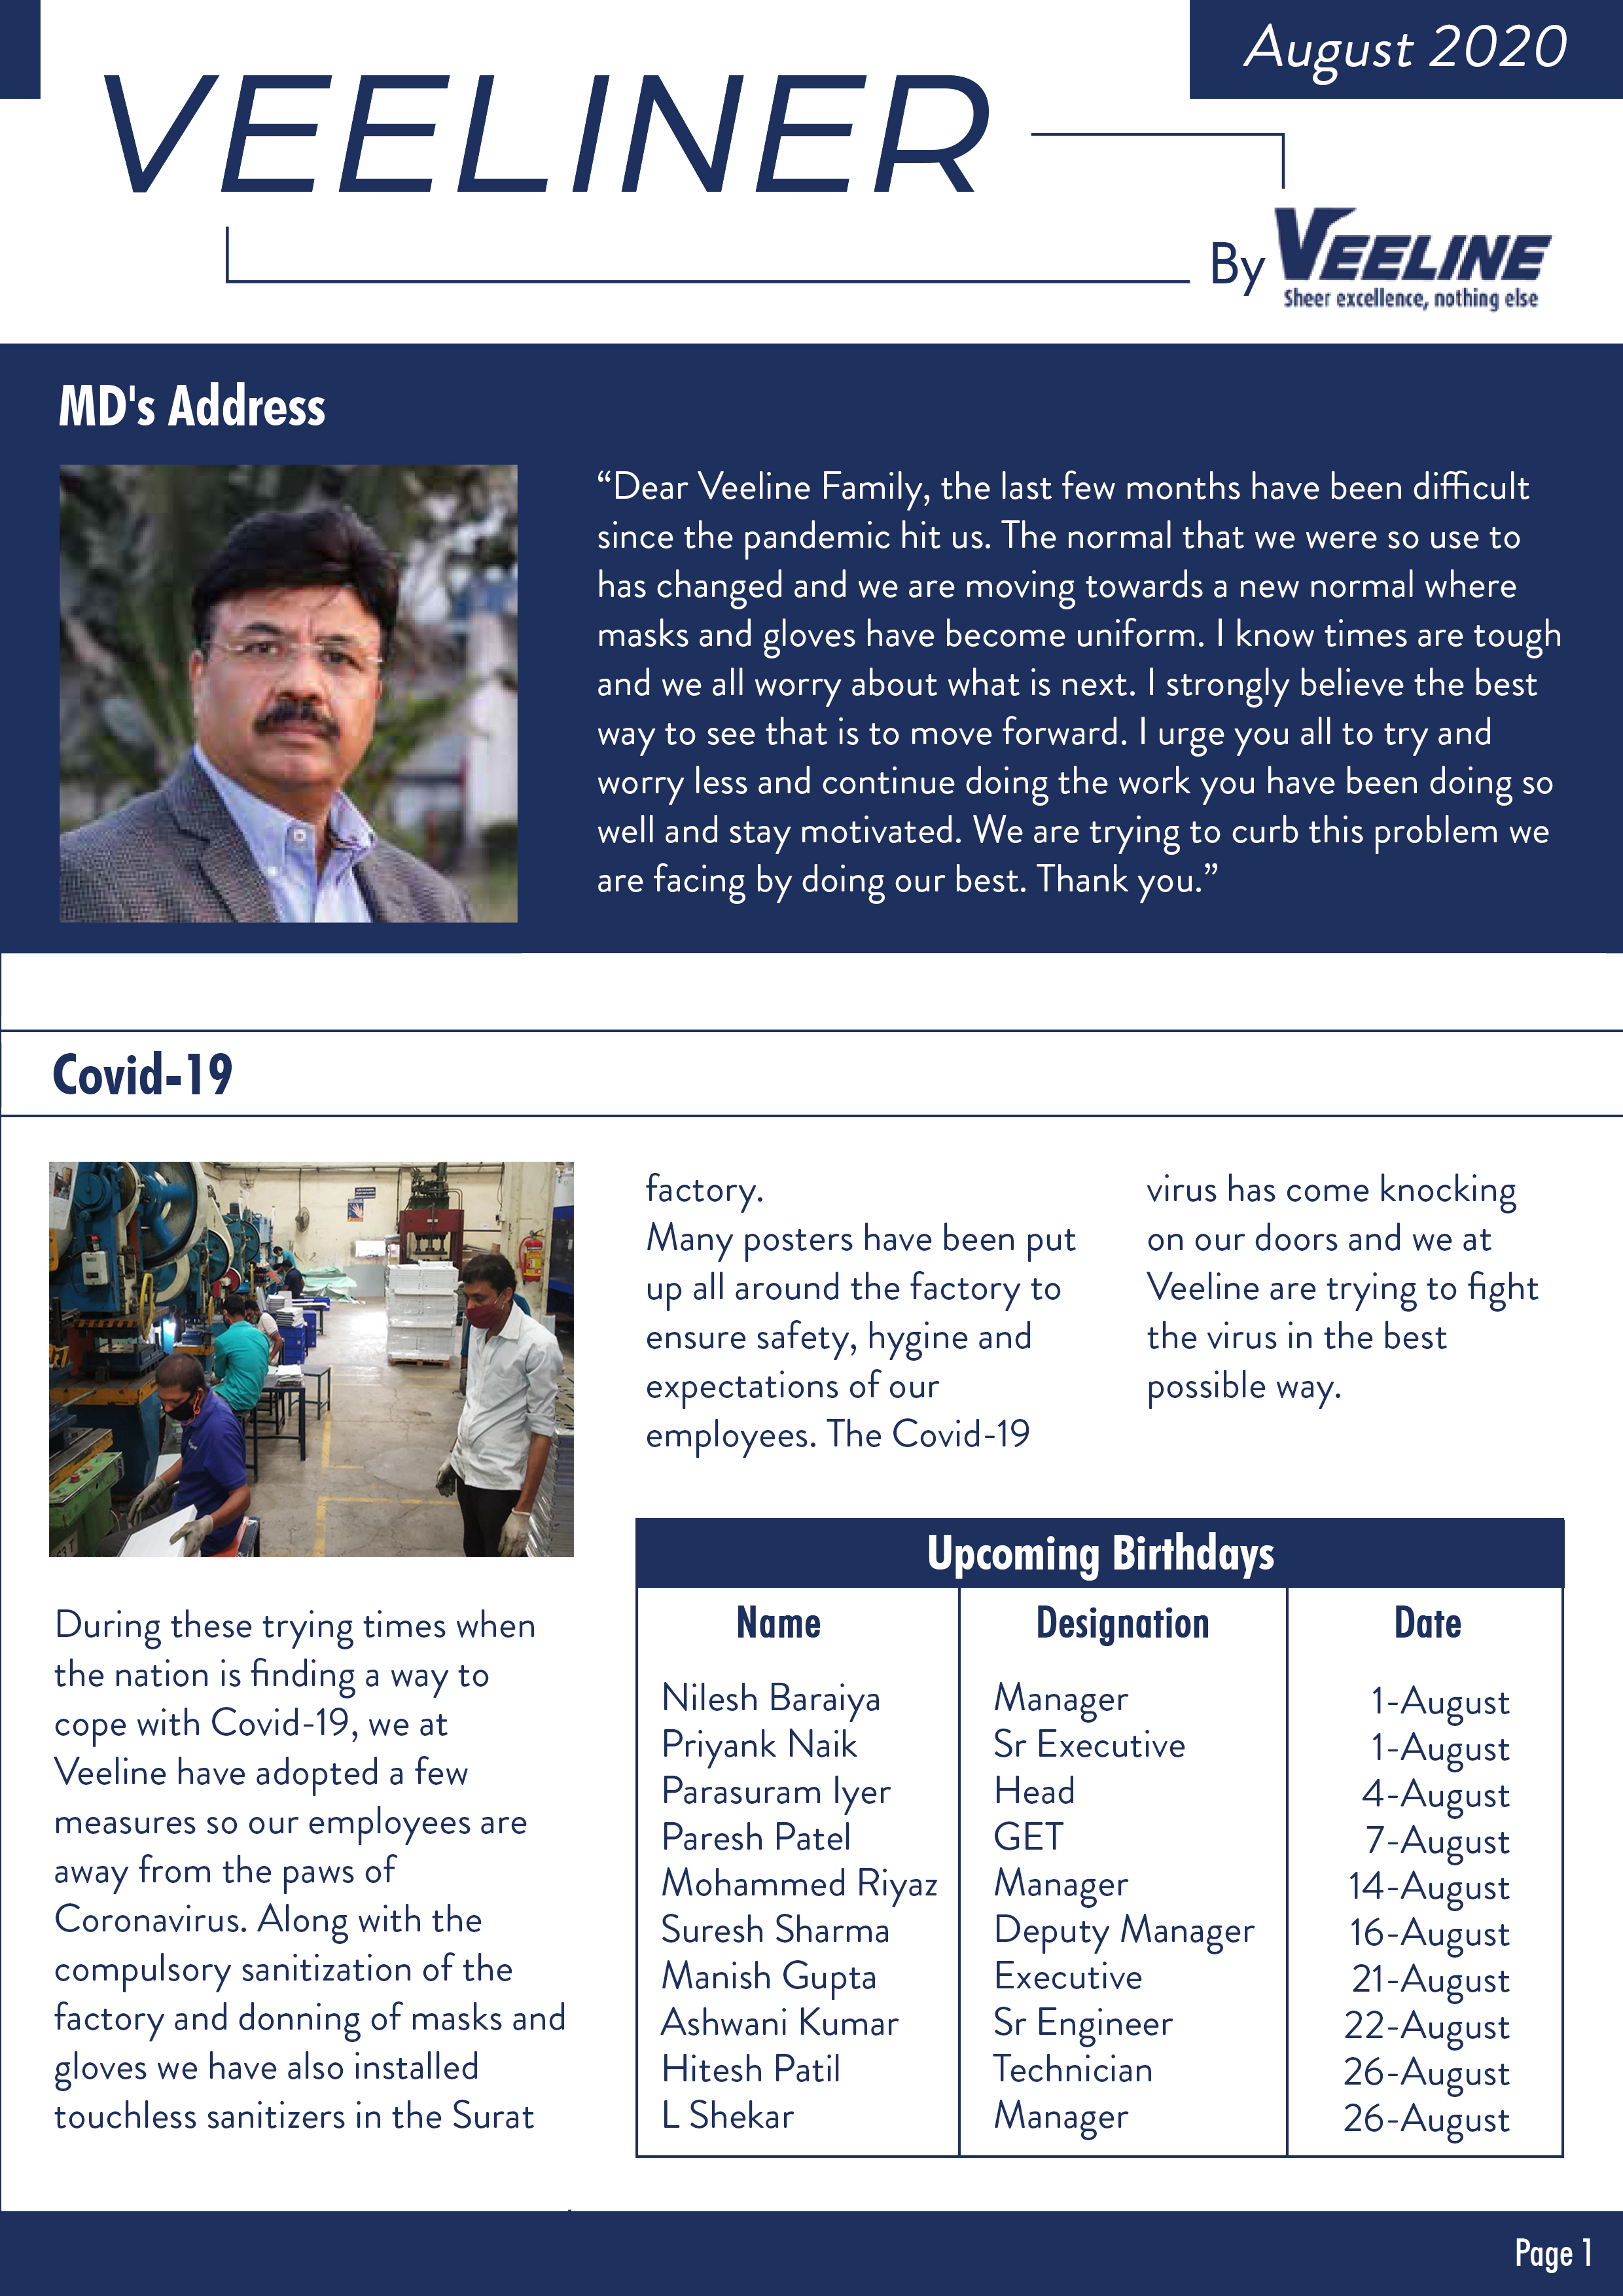 August 2020
VEELINER
By VEELINE
Sheer excellence, nothing else
MD's Address
“Dear Veeline Family, the last few months have been difficult
since the pandemic hit us. The normal that we were so use to
has changed and we are moving towards a new normal where
masks and gloves have become uniform. I know times are tough
and we all worry about what is next. I strongly believe the best
way to see that is to move forward. I urge you all to try and
worry less and continue doing the work you have been doing so
well and stay motivated. We are trying to curb this problem we
are facing by doing our best. Thank you.”
Covid-19
During these trying times when
the nation is finding a way to
cope with Covid-19, we at
Veeline have adopted a few
measures so our employees are
away from the paws of
Coronavirus. Along with the
compulsory sanitization of the
factory and donning of masks and
gloves we have also installed
touchless sanitizers in the Surat
factory.
Many posters have been put
up all around the factory to
ensure safety, hygine and
expectations of our
employees. The Covid-19
virus has come knocking
on our doors and we at
Veeline are trying to fight
the virus in the best
possible way.
Upcoming Birthdays
Name Designation Date
Nilesh Baraiya Manager 1-August
Priyank Naik Sr Executive 1-August
Parasuram Iyer Head 4-August
Paresh Patel GET 7-August
Mohammed Riyaz Manager 14-August
Suresh Sharma Deputy Manager 16-August
Manish Gupta Executive 21-August
Ashwani Kumar Sr Engineer 22-August
Hitesh Patil Technician 26-August
L Shekar Manager 26-August
Page 1